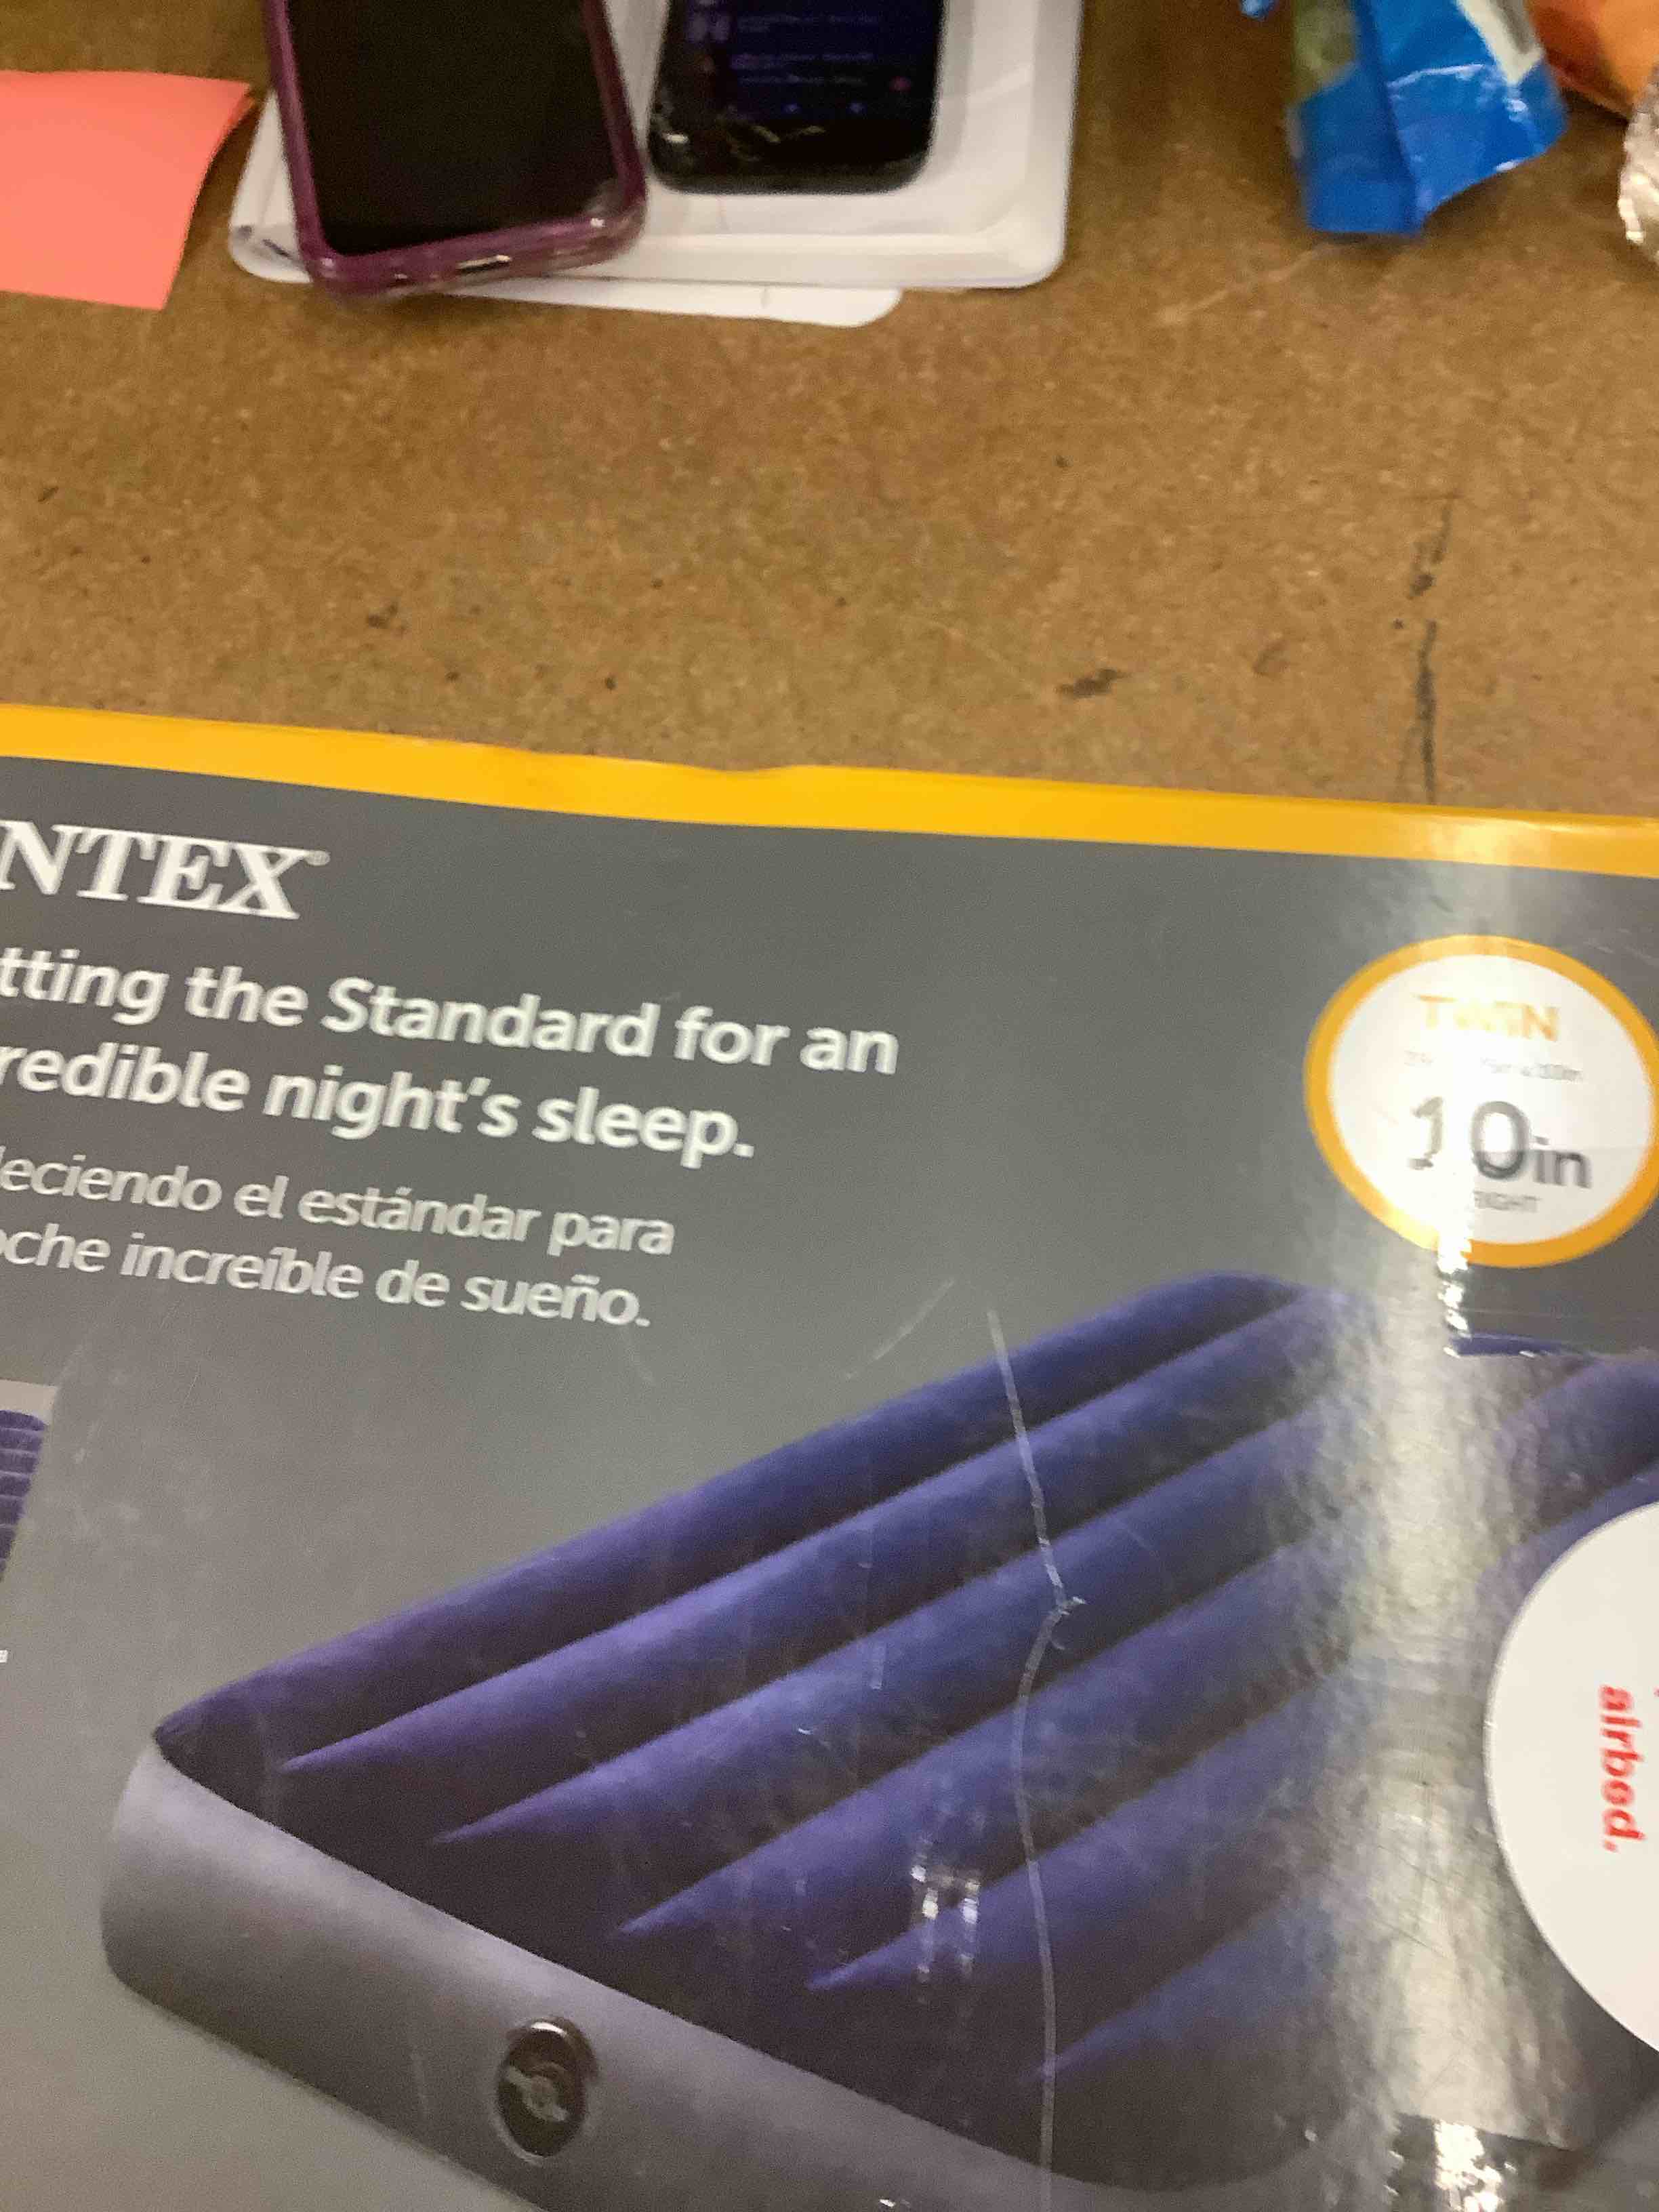 NTEX®
tting the Standard for an
redible night's sleep.
leciendo el estándar para
oche increíble de sueño.
TWIN
10in
airbed.